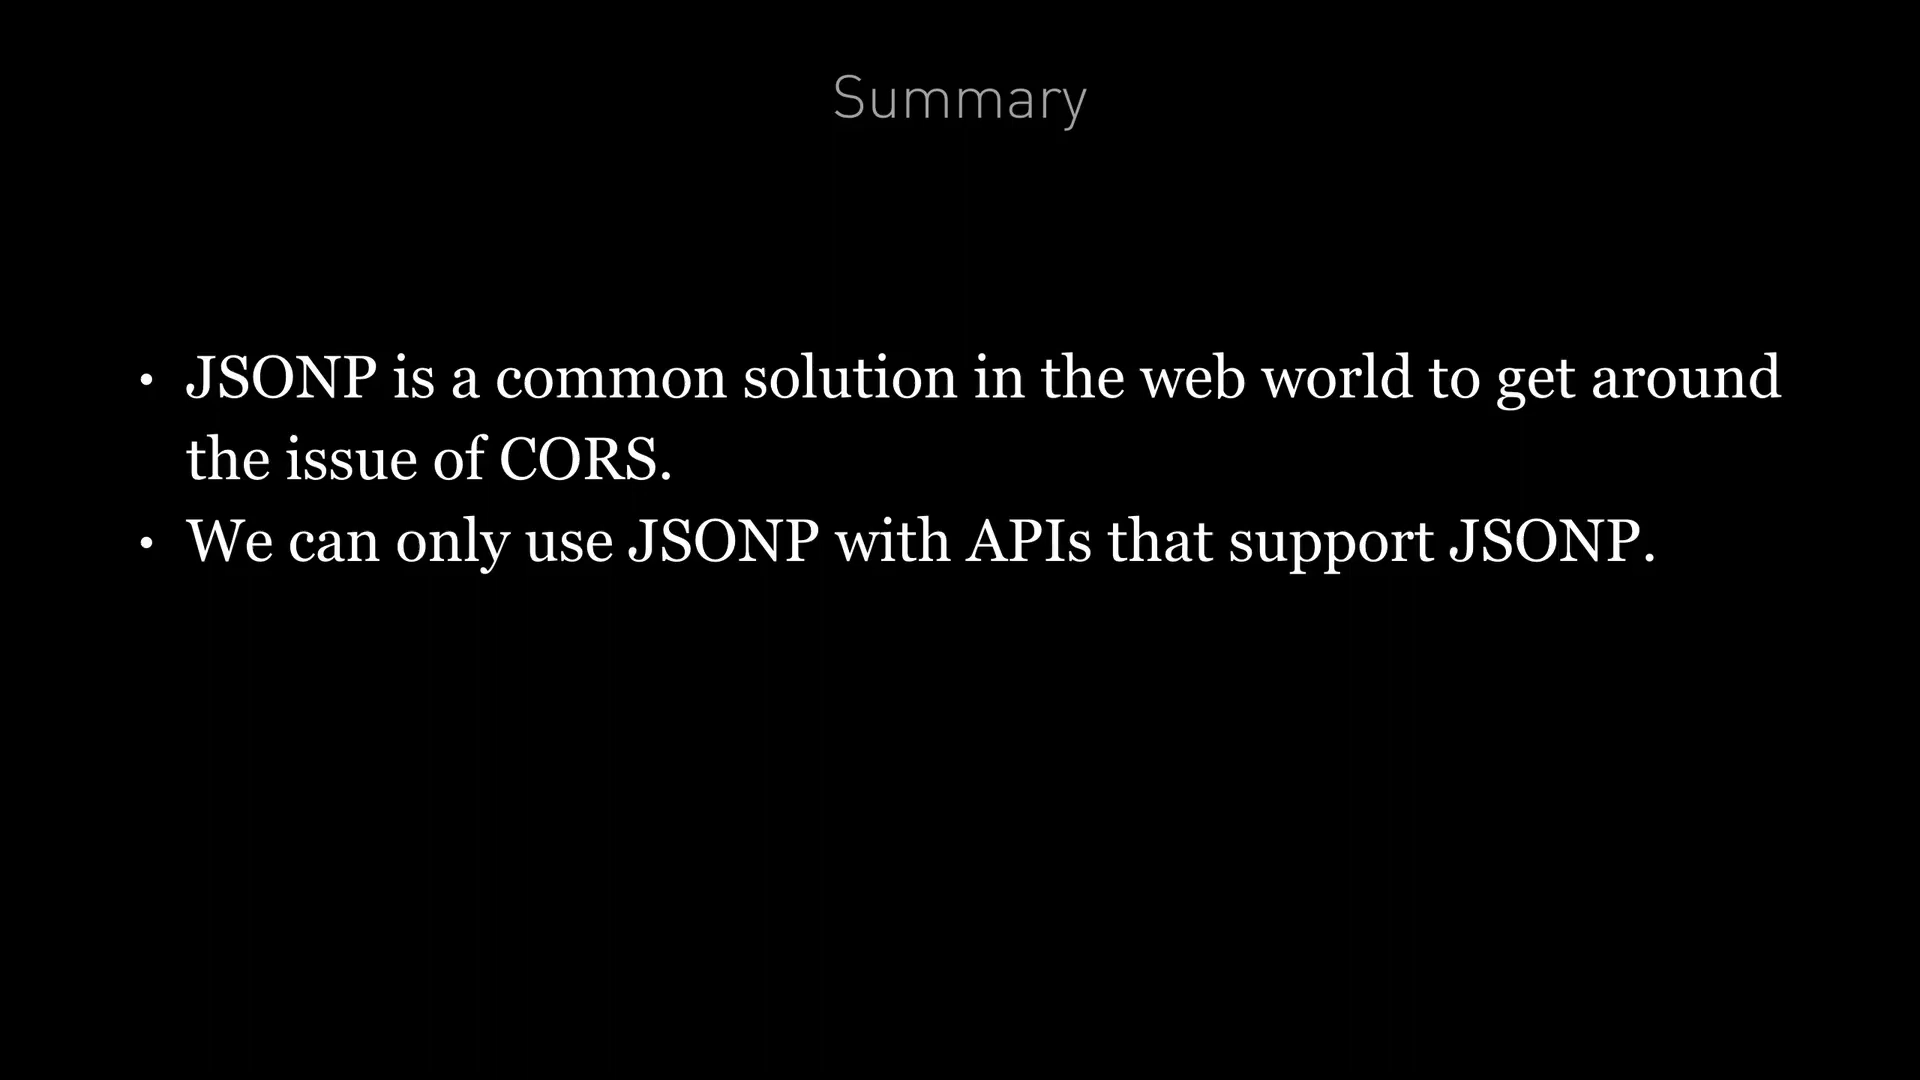 Summary
• JSONP is a common solution in the web world to get around
the issue of CORS.
• We can only use JSONP with APIs that support JSONP.